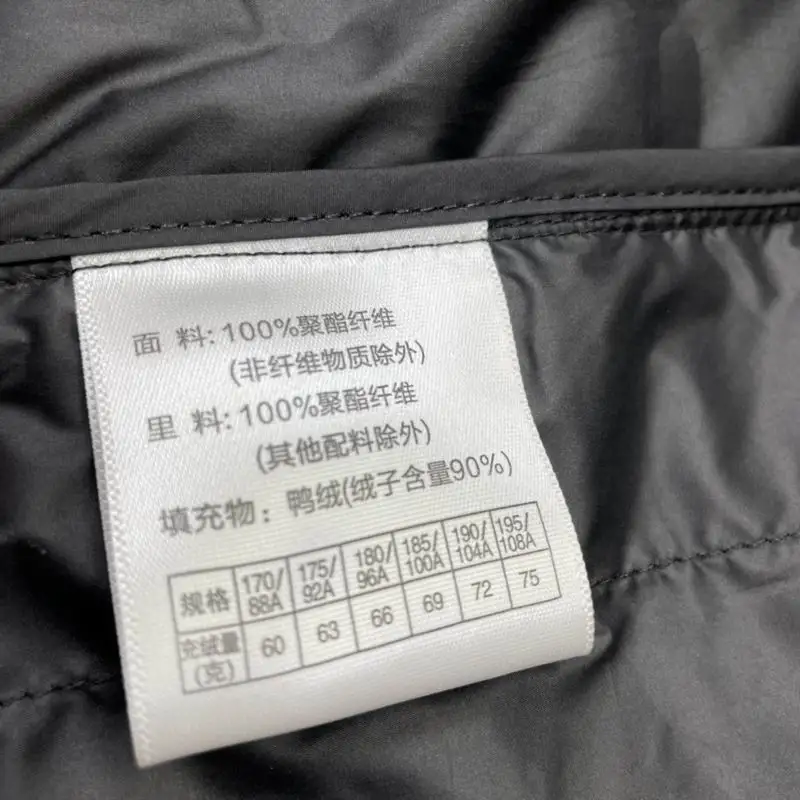 面 料: 100%聚酯纤维
(非纤维物质除外)
里 料: 100%聚酯纤维
(其他配料除外)
填充物: 鸭绒(绒子含量90%)
规格 170/88A 175/92A 180/96A 185/100A 190/104A 195/108A
充绒量(克) 60 63 66 69 72 75